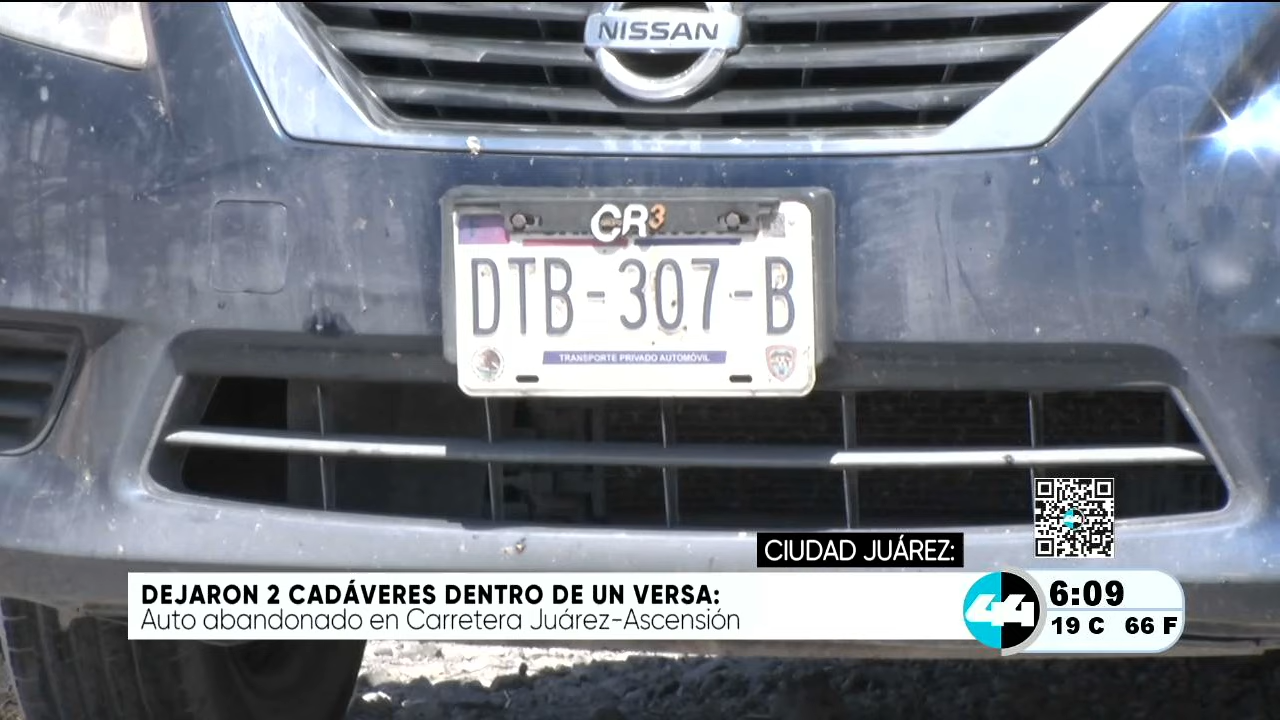 NISSAN
CR3
DTB-307-B
TRANSPORTE PRIVADO AUTOMÓVIL
CIUDAD JUÁREZ:
DEJARON 2 CADÁVERES DENTRO DE UN VERSA:
Auto abandonado en Carretera Juárez-Ascensión
44
6:09
19 C 66 F